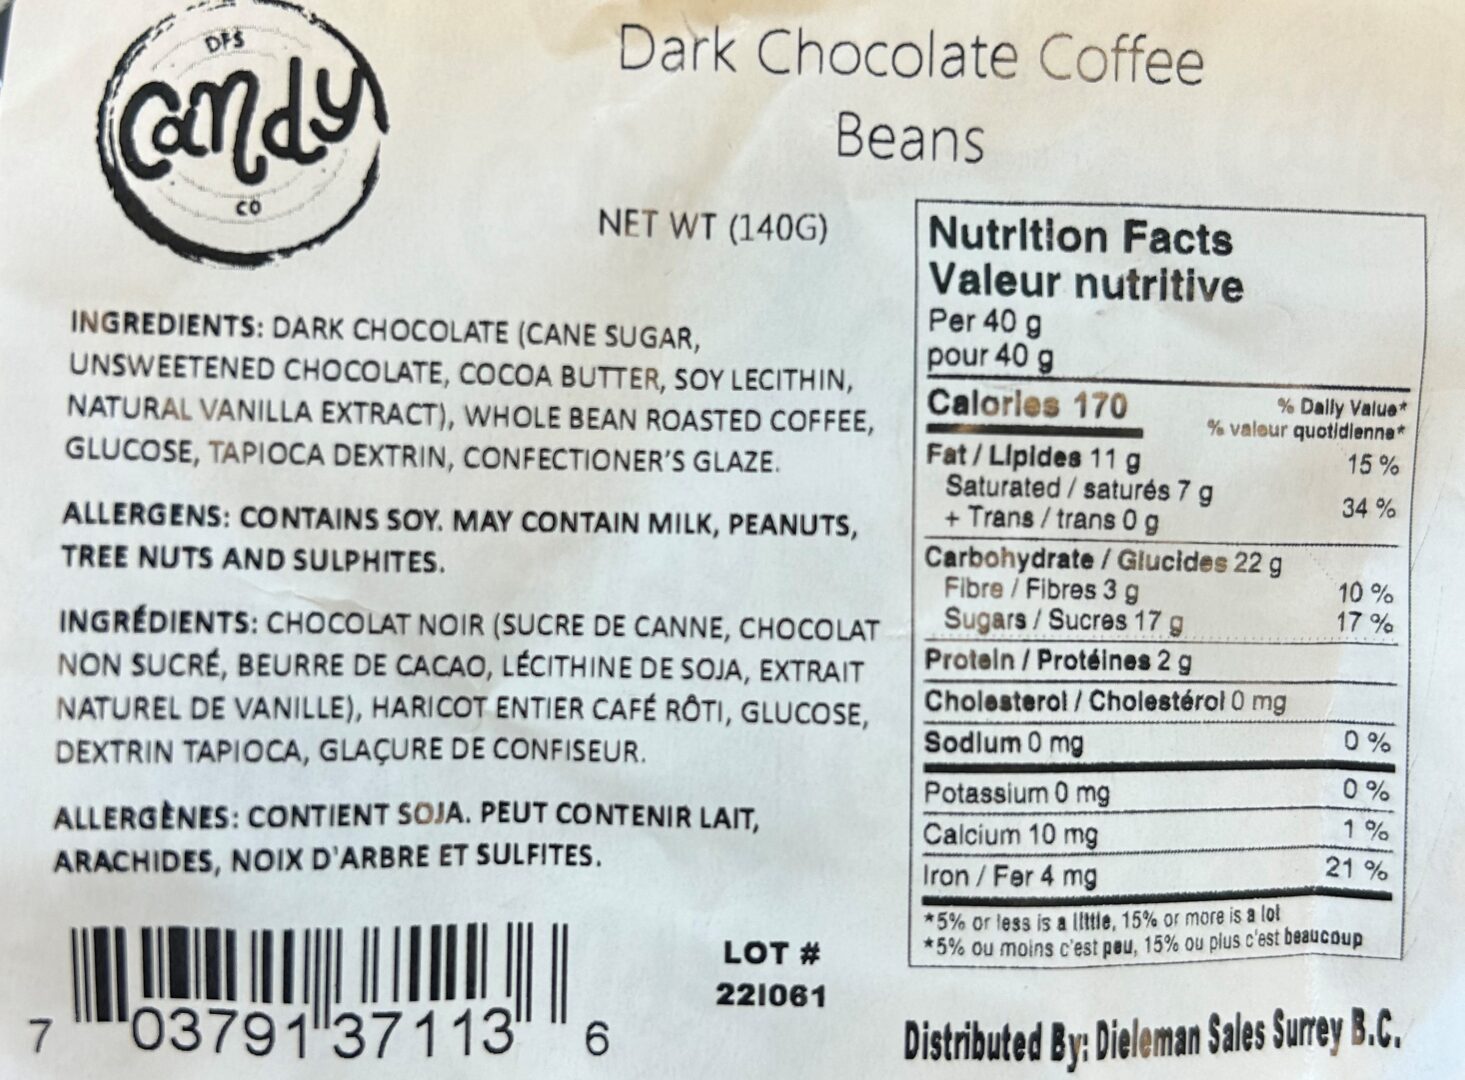 DFS
Candy
CO
Dark Chocolate Coffee
Beans
NET WT (140G)
INGREDIENTS: DARK CHOCOLATE (CANE SUGAR,
UNSWEETENED CHOCOLATE, COCOA BUTTER, SOY LECITHIN,
NATURAL VANILLA EXTRACT), WHOLE BEAN ROASTED COFFEE,
GLUCOSE, TAPIOCA DEXTRIN, CONFECTIONER'S GLAZE.
ALLERGENS: CONTAINS SOY. MAY CONTAIN MILK, PEANUTS,
TREE NUTS AND SULPHITES.
INGRÉDIENTS: CHOCOLAT NOIR (SUCRE DE CANNE, CHOCOLAT
NON SUCRÉ, BEURRE DE CACAO, LÉCITHINE DE SOJA, EXTRAIT
NATUREL DE VANILLE), HARICOT ENTIER CAFÉ RÔTI, GLUCOSE,
DEXTRIN TAPIOCA, GLAÇURE DE CONFISEUR.
ALLERGÈNES: CONTIENT SOJA. PEUT CONTENIR LAIT,
ARACHIDES, NOIX D'ARBRE ET SULFITES.
7 03791 37113 6
LOT #
221061
Nutrition Facts
Valeur nutritive
Per 40 g
pour 40 g
Calories 170
% Daily Value*
% valeur quotidienne*
Fat / Lipides 11 g 15 %
Saturated / saturés 7 g
+ Trans / trans 0 g 34 %
Carbohydrate / Glucides 22 g
Fibre / Fibres 3 g 10 %
Sugars / Sucres 17 g 17 %
Protein / Protéines 2 g
Cholesterol / Cholestérol 0 mg
Sodium 0 mg 0 %
Potassium 0 mg 0 %
Calcium 10 mg 1 %
Iron / Fer 4 mg 21 %
*5% or less is a little, 15% or more is a lot
*5% ou moins c'est peu, 15% ou plus c'est beaucoup
Distributed By: Dieleman Sales Surrey B.C.